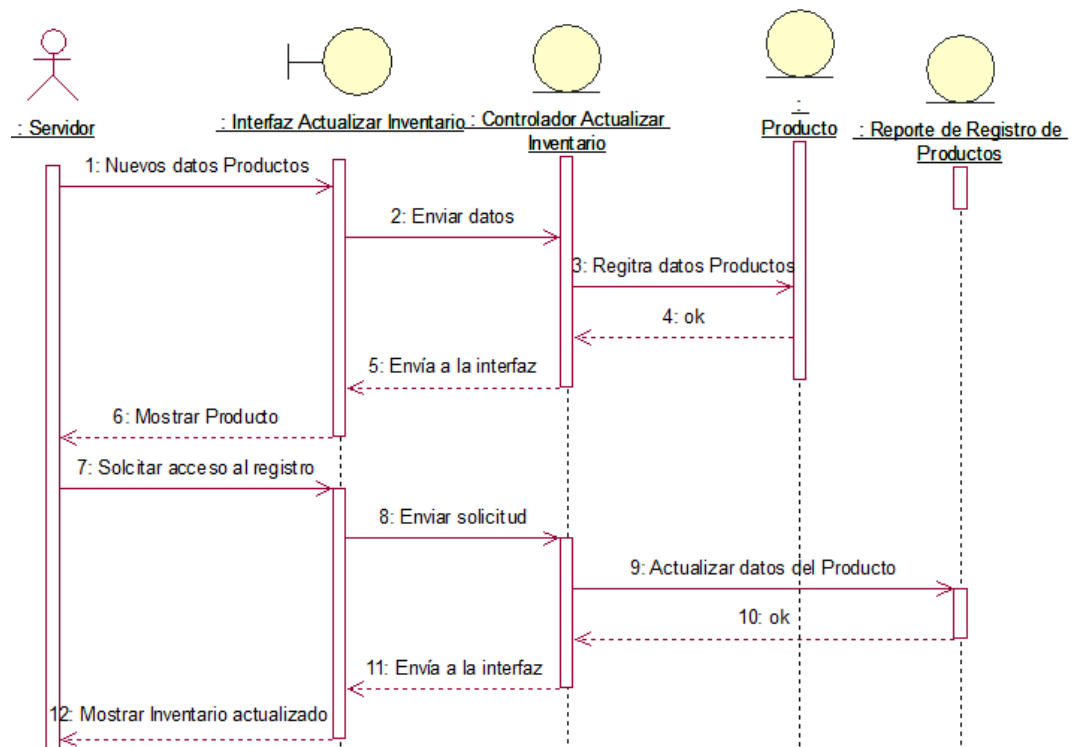 : Servidor
: Interfaz Actualizar Inventario
: Controlador Actualizar
Inventario
:
Producto
: Reporte de Registro de
Productos
1: Nuevos datos Productos
2: Enviar datos
3: Regitra datos Productos
4: ok
5: Envía a la interfaz
6: Mostrar Producto
7: Solcitar acceso al registro
8: Enviar solicitud
9: Actualizar datos del Producto
10: ok
11: Envía a la interfaz
12: Mostrar Inventario actualizado